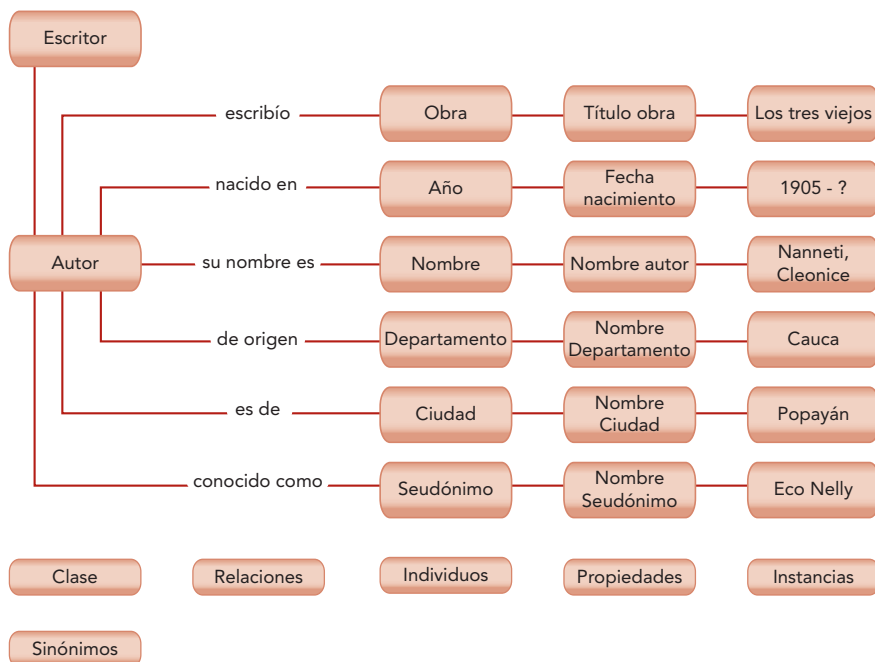 Escritor
escribío
Obra
Título obra
Los tres viejos
nacido en
Año
Fecha
nacimiento
1905 - ?
Autor
su nombre es
Nombre
Nombre autor
Nanneti,
Cleonice
de origen
Departamento
Nombre
Departamento
Cauca
es de
Ciudad
Nombre
Ciudad
Popayán
conocido como
Seudónimo
Nombre
Seudónimo
Eco Nelly
Clase
Relaciones
Individuos
Propiedades
Instancias
Sinónimos